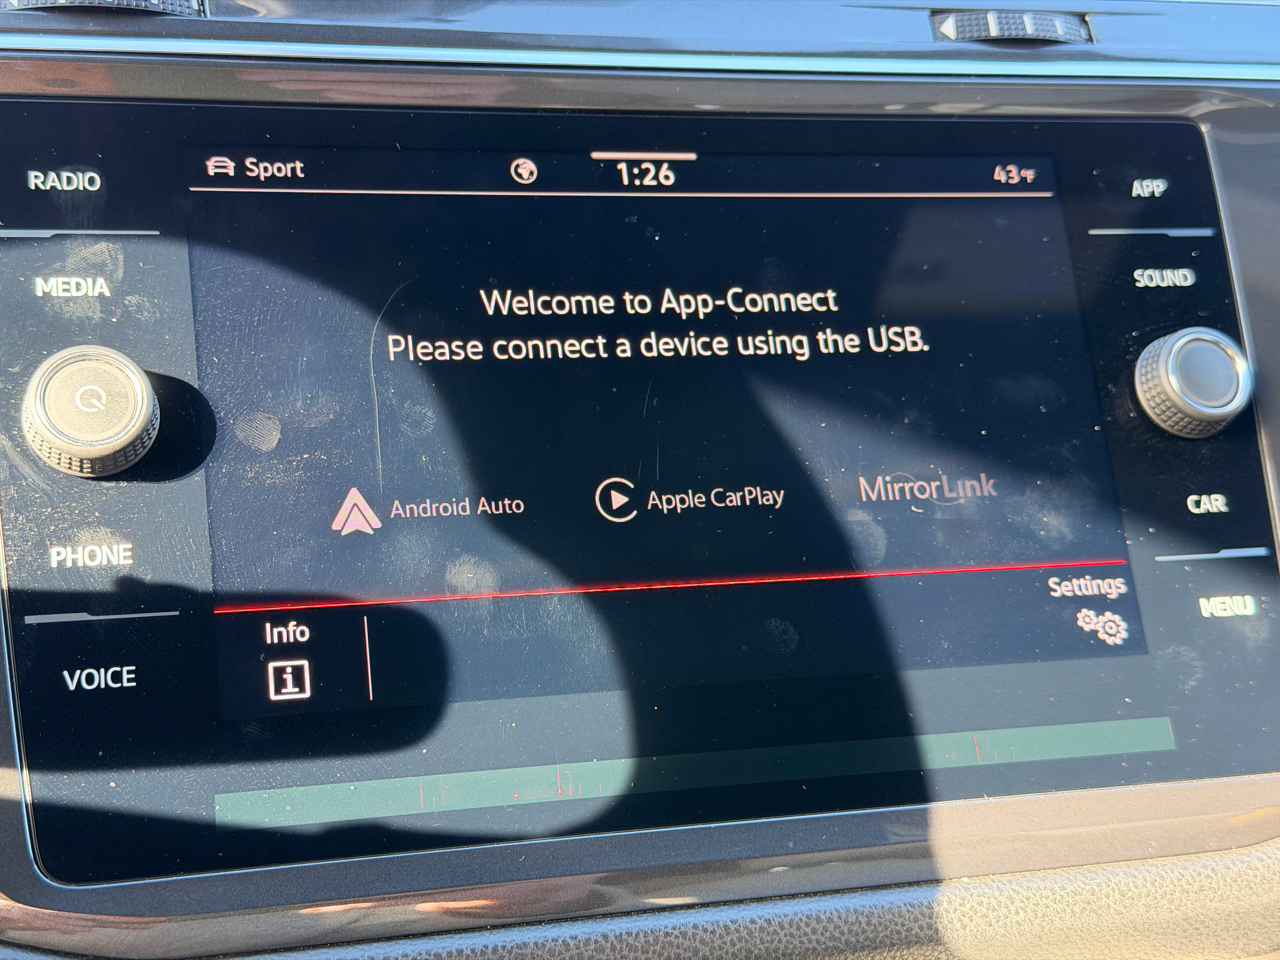 RADIO
MEDIA
PHONE
VOICE
Sport
1:26
43°F
Welcome to App-Connect
Please connect a device using the USB.
Android Auto
Apple CarPlay
MirrorLink
Info
Settings
APP
SOUND
CAR
MENU